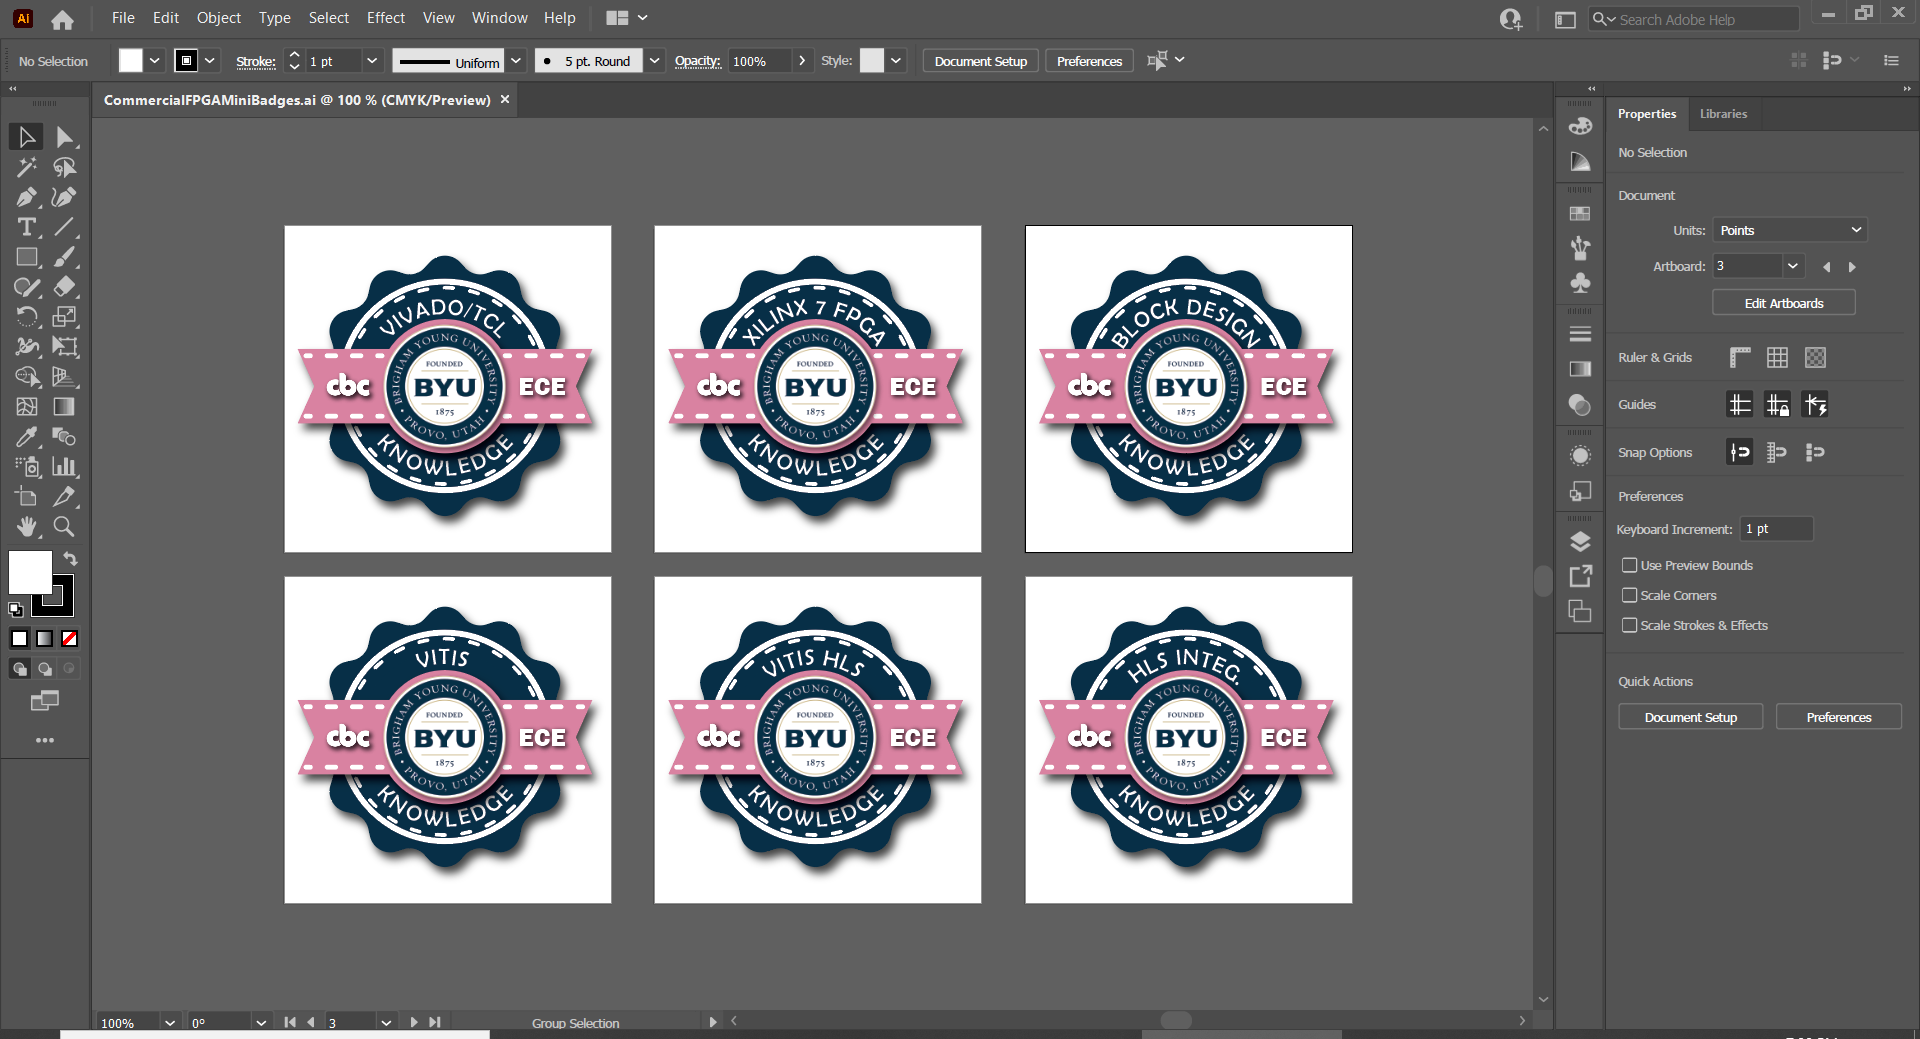 Ai File Edit Object Type Select Effect View Window Help Search Adobe Help
No Selection Stroke: 1 pt Uniform 5 pt. Round Opacity: 100% Style: Document Setup Preferences
CommercialFPGAMiniBadges.ai @ 100 % (CMYK/Preview) ×
VIVADO/TCL
BRIGHAM YOUNG UNIVERSITY
FOUNDED
cbc BYU ECE
1875
PROVO, UTAH
KNOWLEDGE
XILINX 7 FPGA
BRIGHAM YOUNG UNIVERSITY
FOUNDED
cbc BYU ECE
1875
PROVO, UTAH
KNOWLEDGE
BLOCK DESIGN
BRIGHAM YOUNG UNIVERSITY
FOUNDED
cbc BYU ECE
1875
PROVO, UTAH
KNOWLEDGE
VITIS
BRIGHAM YOUNG UNIVERSITY
FOUNDED
cbc BYU ECE
1875
PROVO, UTAH
KNOWLEDGE
VITIS HLS
BRIGHAM YOUNG UNIVERSITY
FOUNDED
cbc BYU ECE
1875
PROVO, UTAH
KNOWLEDGE
HLS INTEG.
BRIGHAM YOUNG UNIVERSITY
FOUNDED
cbc BYU ECE
1875
PROVO, UTAH
KNOWLEDGE
Properties Libraries
No Selection
Document
Units: Points
Artboard: 3
Edit Artboards
Ruler & Grids
Guides
Snap Options
Preferences
Keyboard Increment: 1 pt
Use Preview Bounds
Scale Corners
Scale Strokes & Effects
Quick Actions
Document Setup Preferences
100% 0° 3 Group Selection